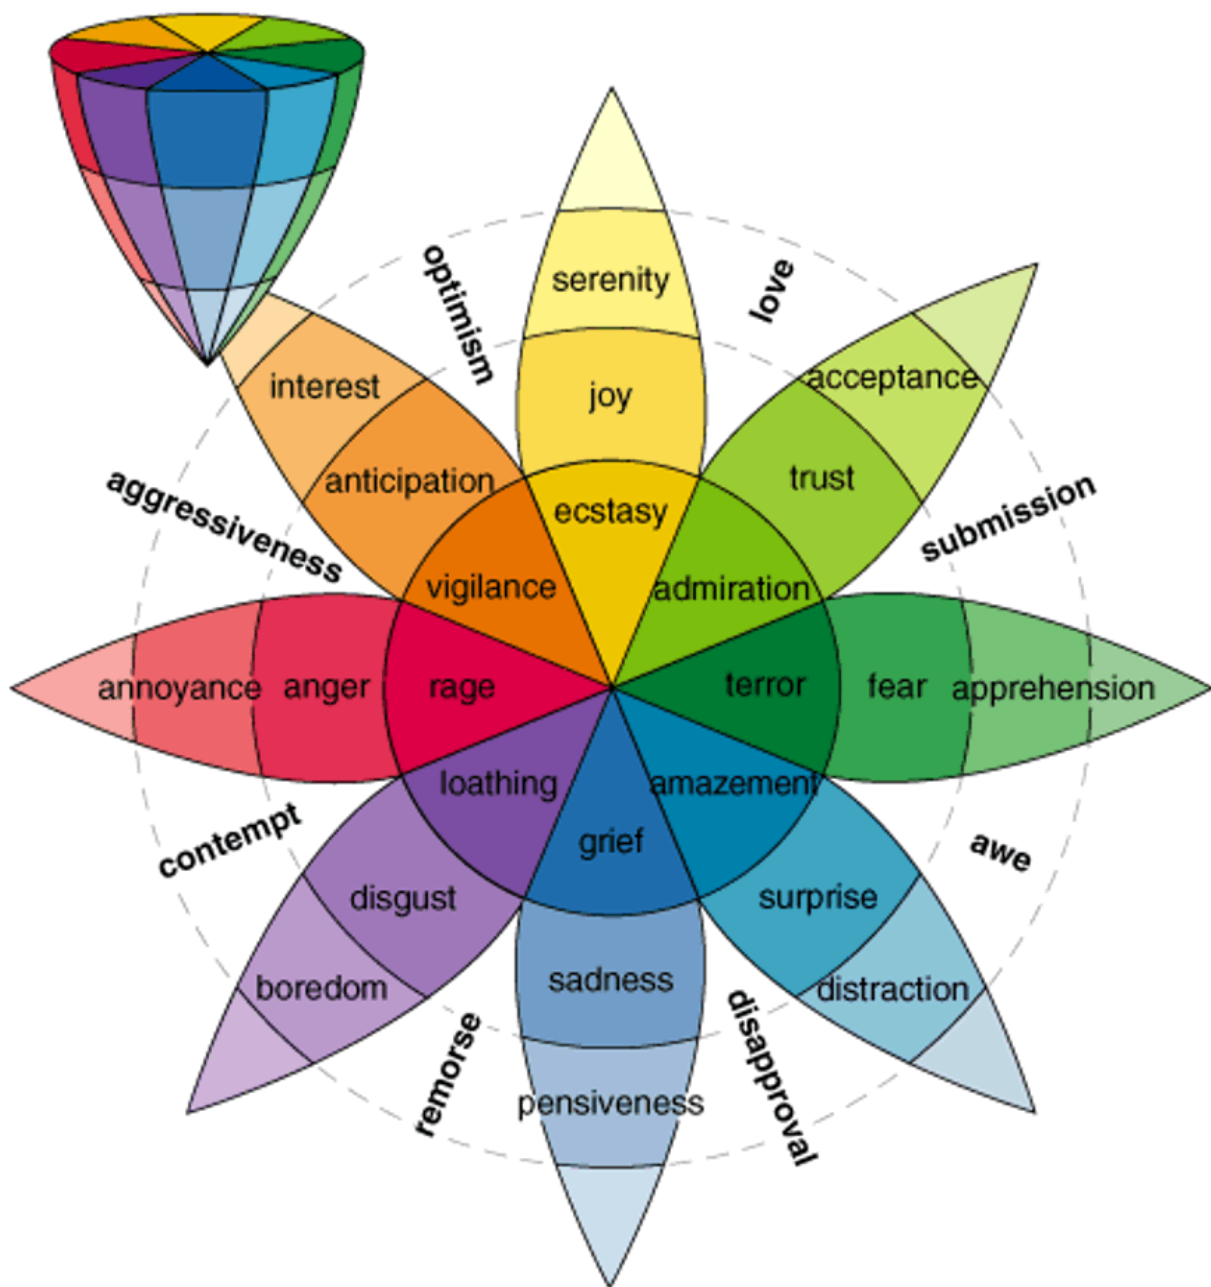 optimism
serenity
love
interest
acceptance
joy
aggressiveness
anticipation
trust
submission
ecstasy
vigilance
admiration
annoyance
anger
rage
terror
fear
apprehension
loathing
amazement
contempt
grief
awe
disgust
surprise
boredom
sadness
distraction
remorse
disapproval
pensiveness